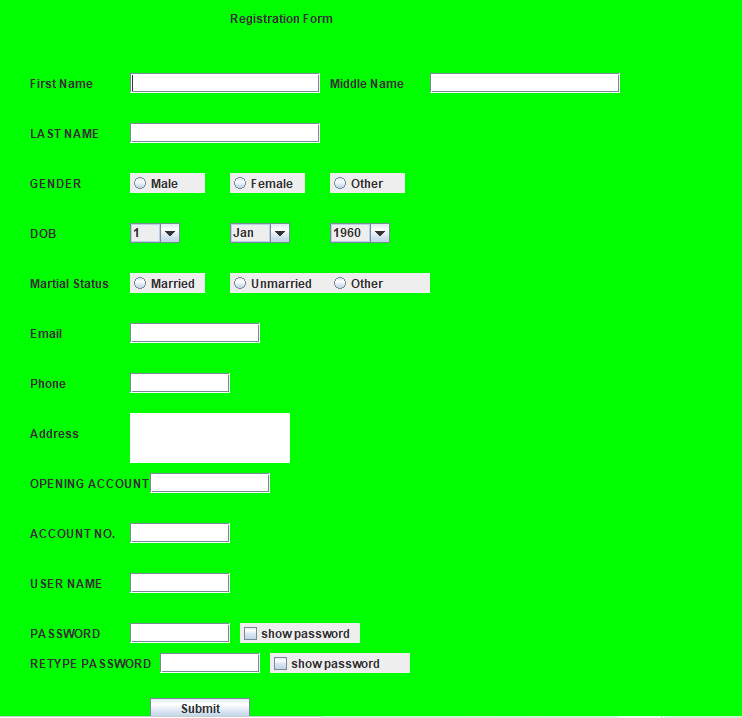 Registration Form
First Name Middle Name
LAST NAME
GENDER Male Female Other
DOB 1 Jan 1960
Martial Status Married Unmarried Other
Email
Phone
Address
OPENING ACCOUNT
ACCOUNT NO.
USER NAME
PASSWORD show password
RETYPE PASSWORD show password
Submit